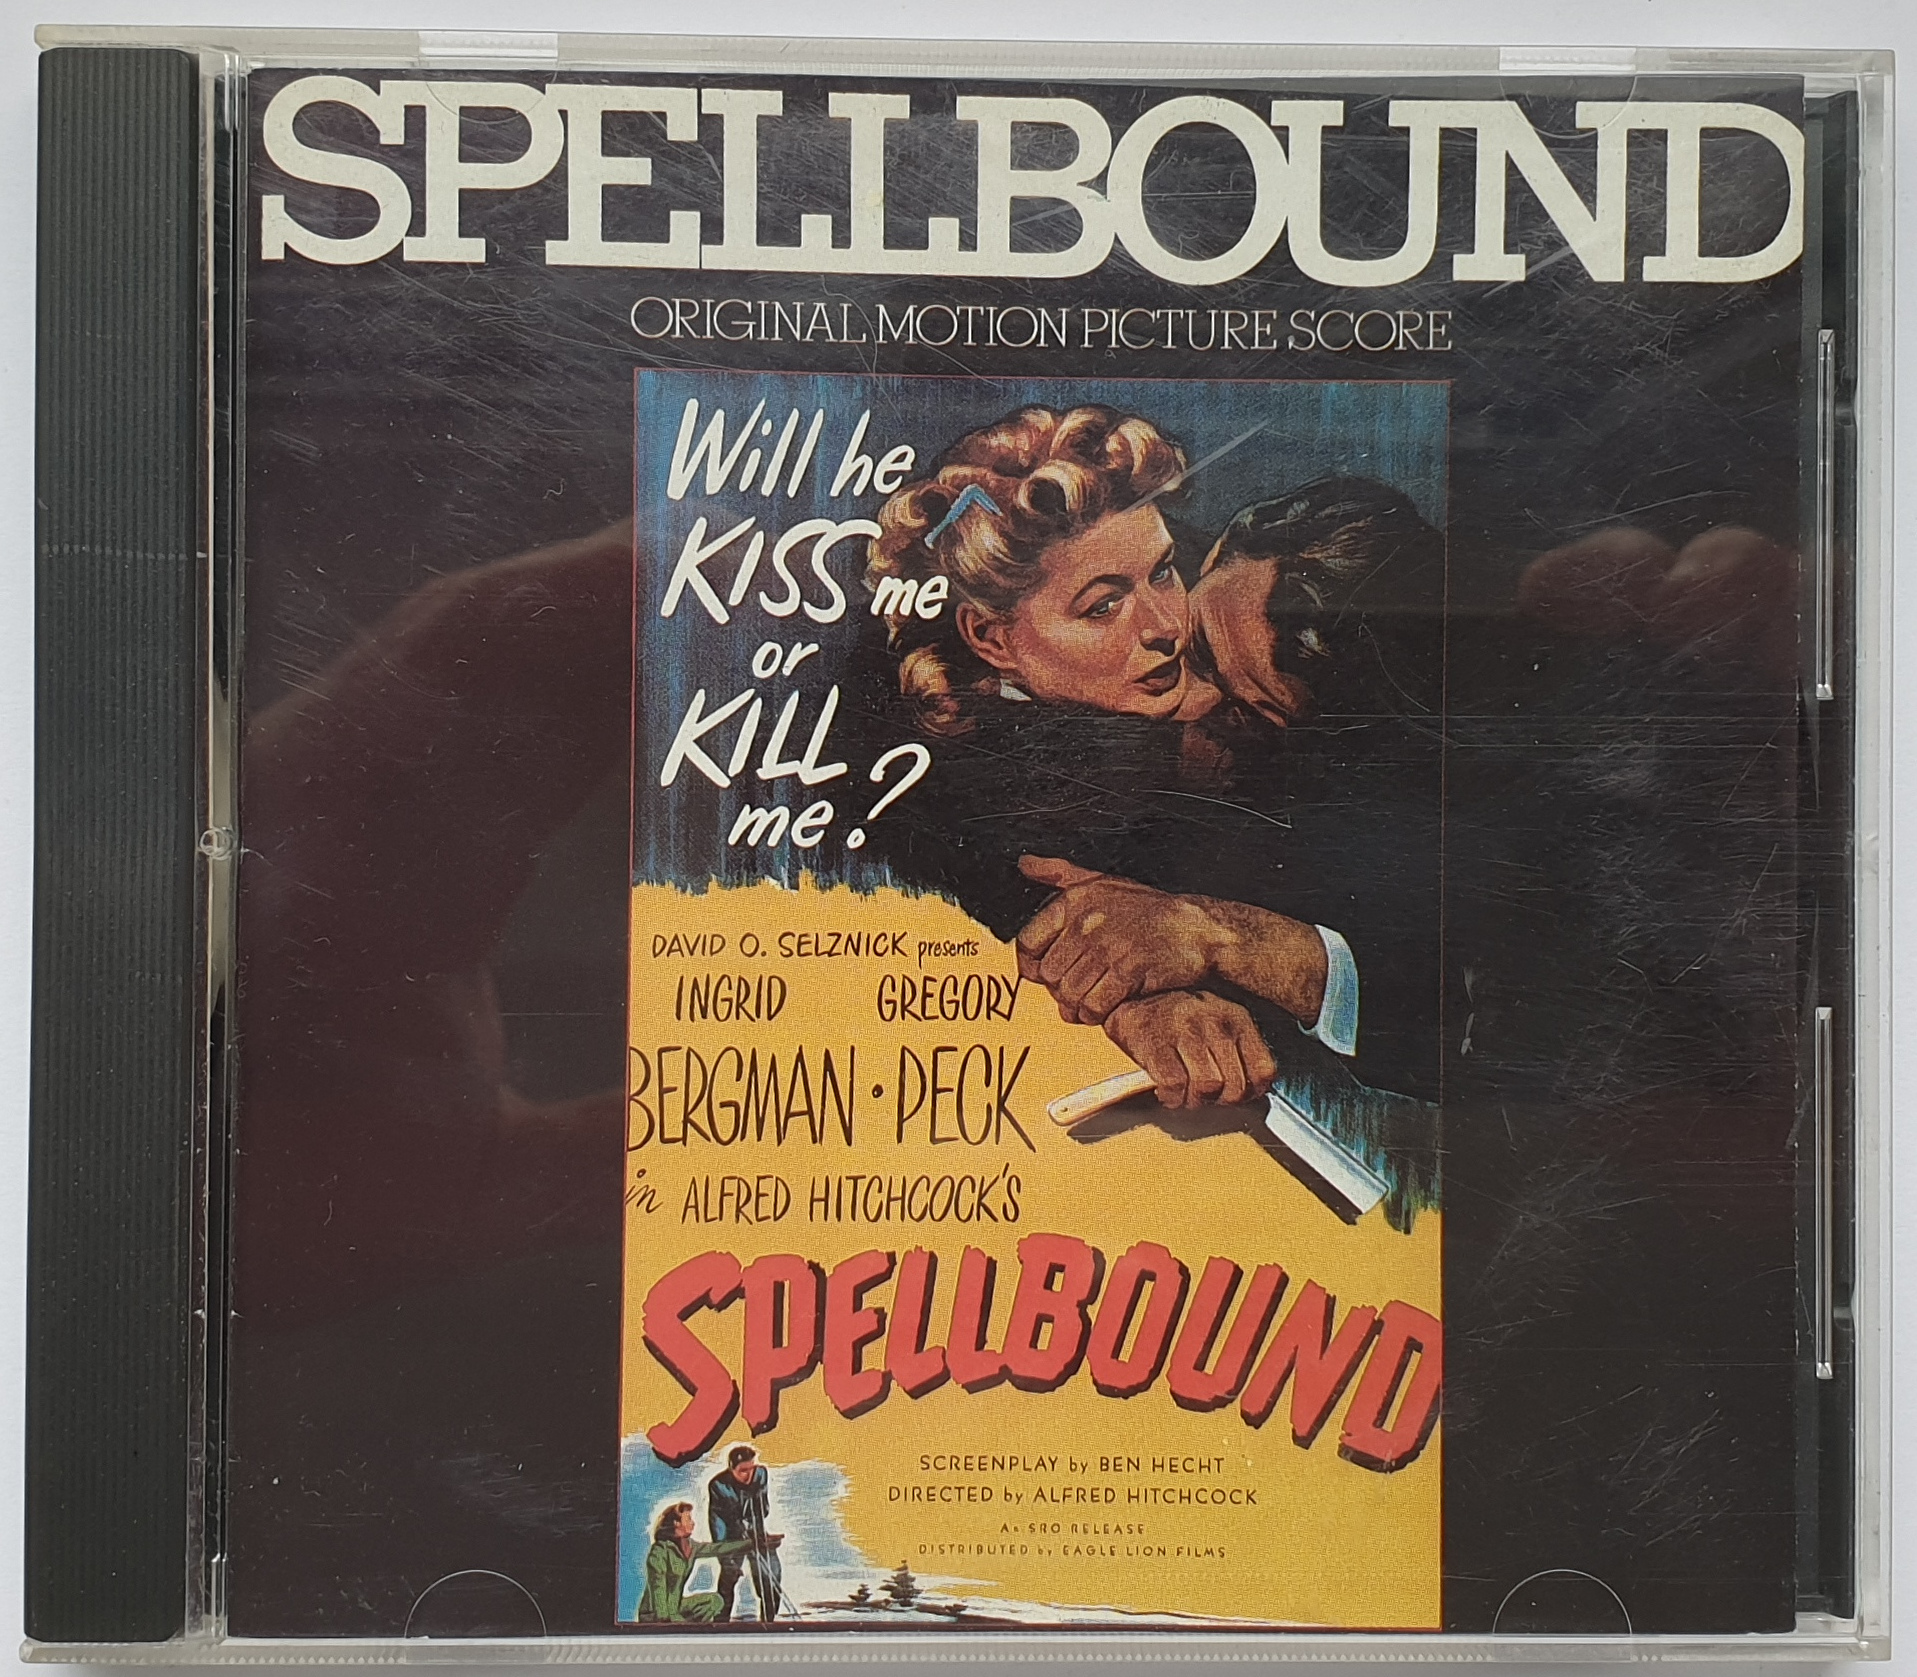 SPELLBOUND
ORIGINAL MOTION PICTURE SCORE
Will he
KISS me
or
KILL
me?
DAVID O. SELZNICK presents
INGRID GREGORY
BERGMAN · PECK
in ALFRED HITCHCOCK'S
SPELLBOUND
SCREENPLAY by BEN HECHT
DIRECTED by ALFRED HITCHCOCK
An SRO RELEASE
DISTRIBUTED by EAGLE LION FILMS